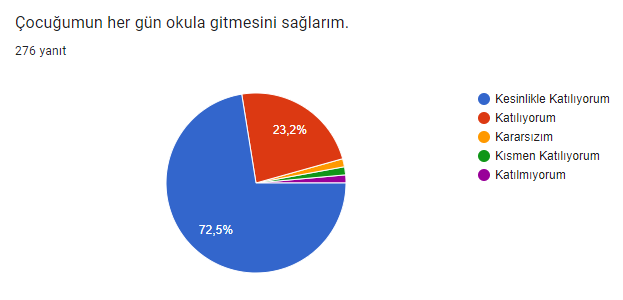 Çocuğumun her gün okula gitmesini sağlarım.
276 yanıt
23,2%
72,5%
Kesinlikle Katılıyorum
Katılıyorum
Kararsızım
Kısmen Katılıyorum
Katılmıyorum